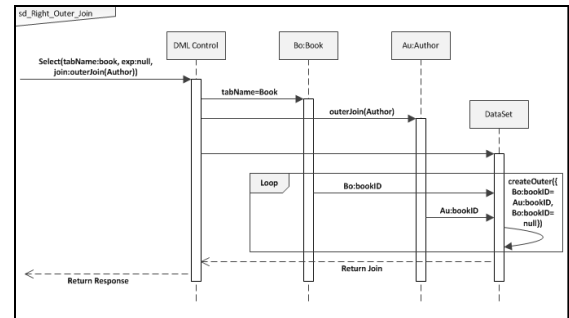 sd_Right_Outer_Join
DML Control
Bo:Book
Au:Author
Select(tabName:book, exp:null,
join:outerJoin(Author))
tabName=Book
outerJoin(Author)
DataSet
Loop
Bo:bookID
createOuter({
Bo:bookID=
Au:bookID,
Bo:bookID=
null})
Au:bookID
Return Join
Return Response